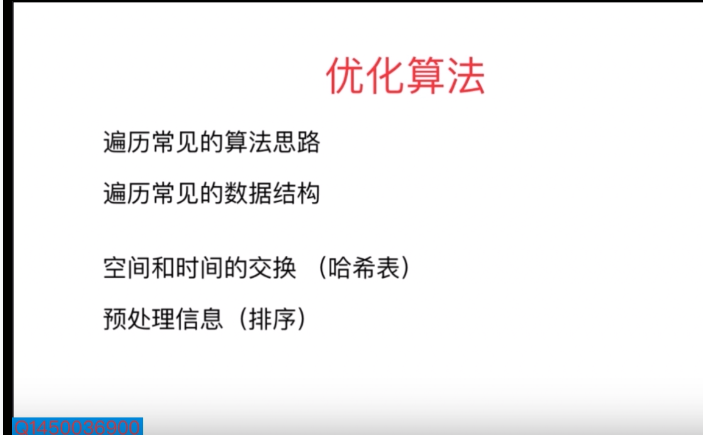 优化算法
遍历常见的算法思路
遍历常见的数据结构
空间和时间的交换 （哈希表）
预处理信息（排序）
Q1459036900